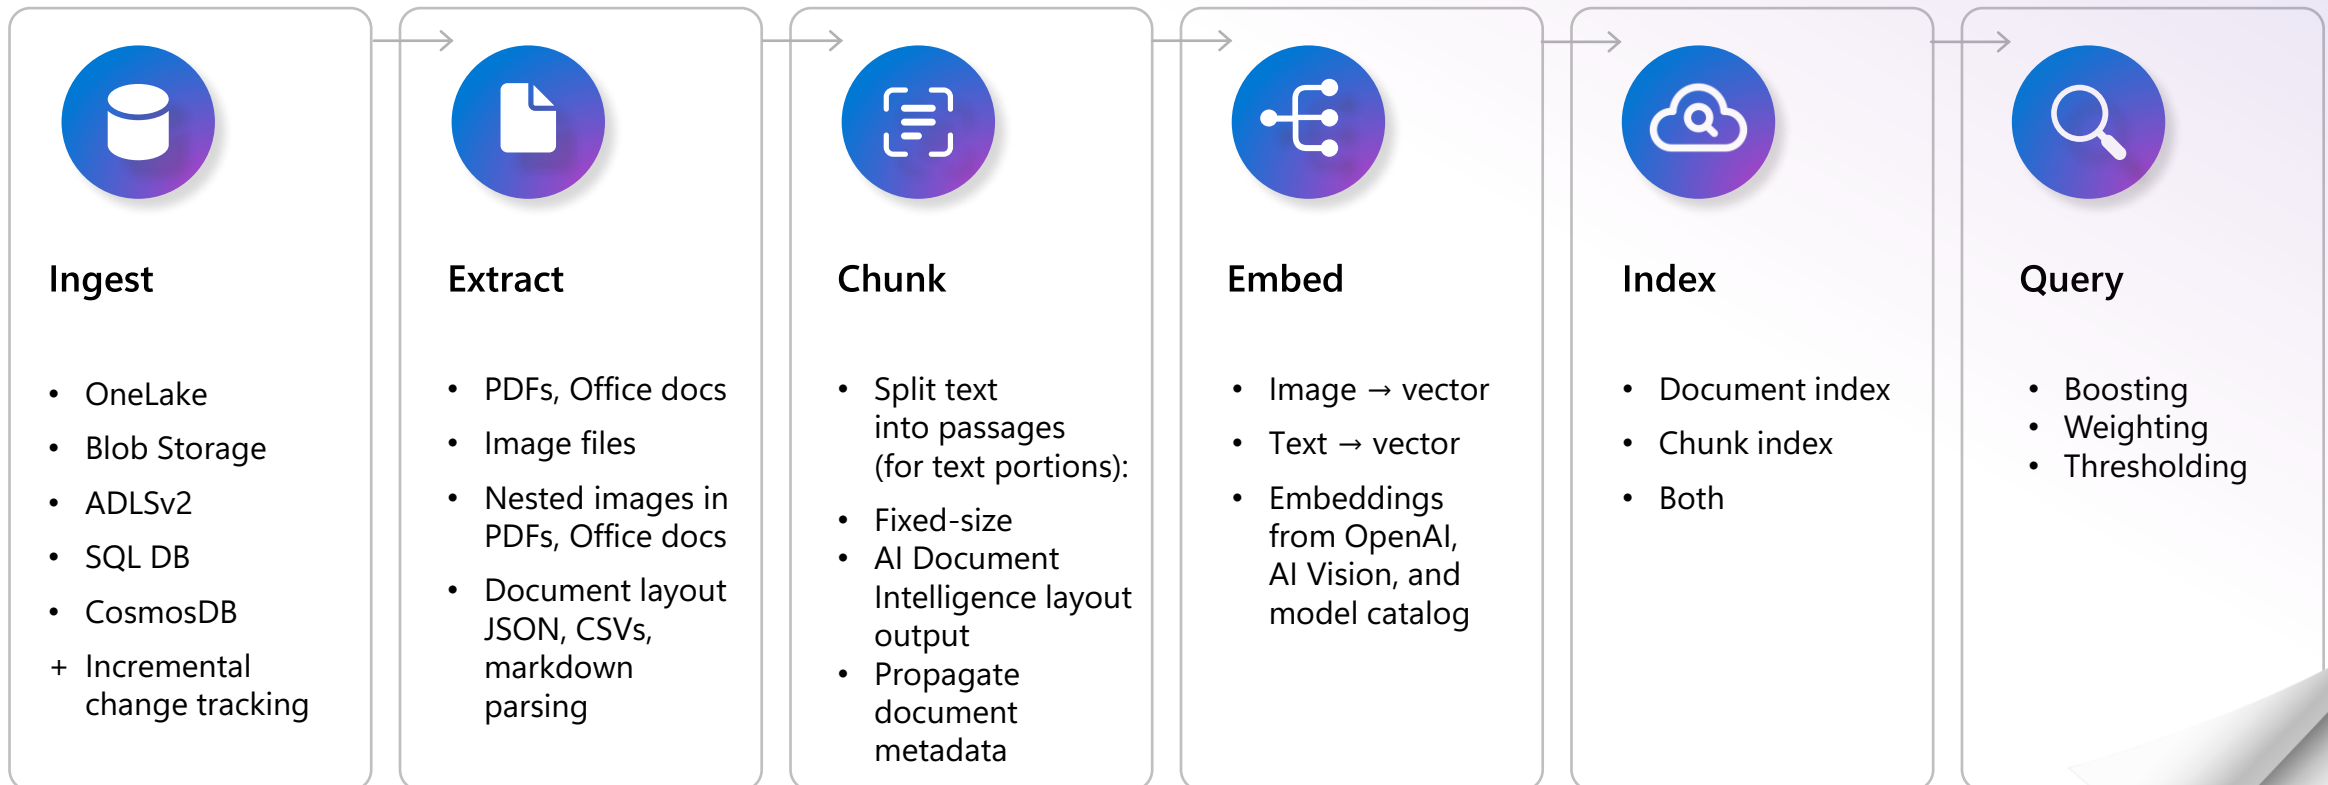 Ingest
• OneLake
• Blob Storage
• ADLSv2
• SQL DB
• CosmosDB
+ Incremental
change tracking
Extract
• PDFs, Office docs
• Image files
• Nested images in
PDFs, Office docs
• Document layout
JSON, CSVs,
markdown
parsing
Chunk
• Split text
into passages
(for text portions):
• Fixed-size
• AI Document
Intelligence layout
output
• Propagate
document
metadata
Embed
• Image → vector
• Text → vector
• Embeddings
from OpenAI,
AI Vision, and
model catalog
Index
• Document index
• Chunk index
• Both
Query
• Boosting
• Weighting
• Thresholding